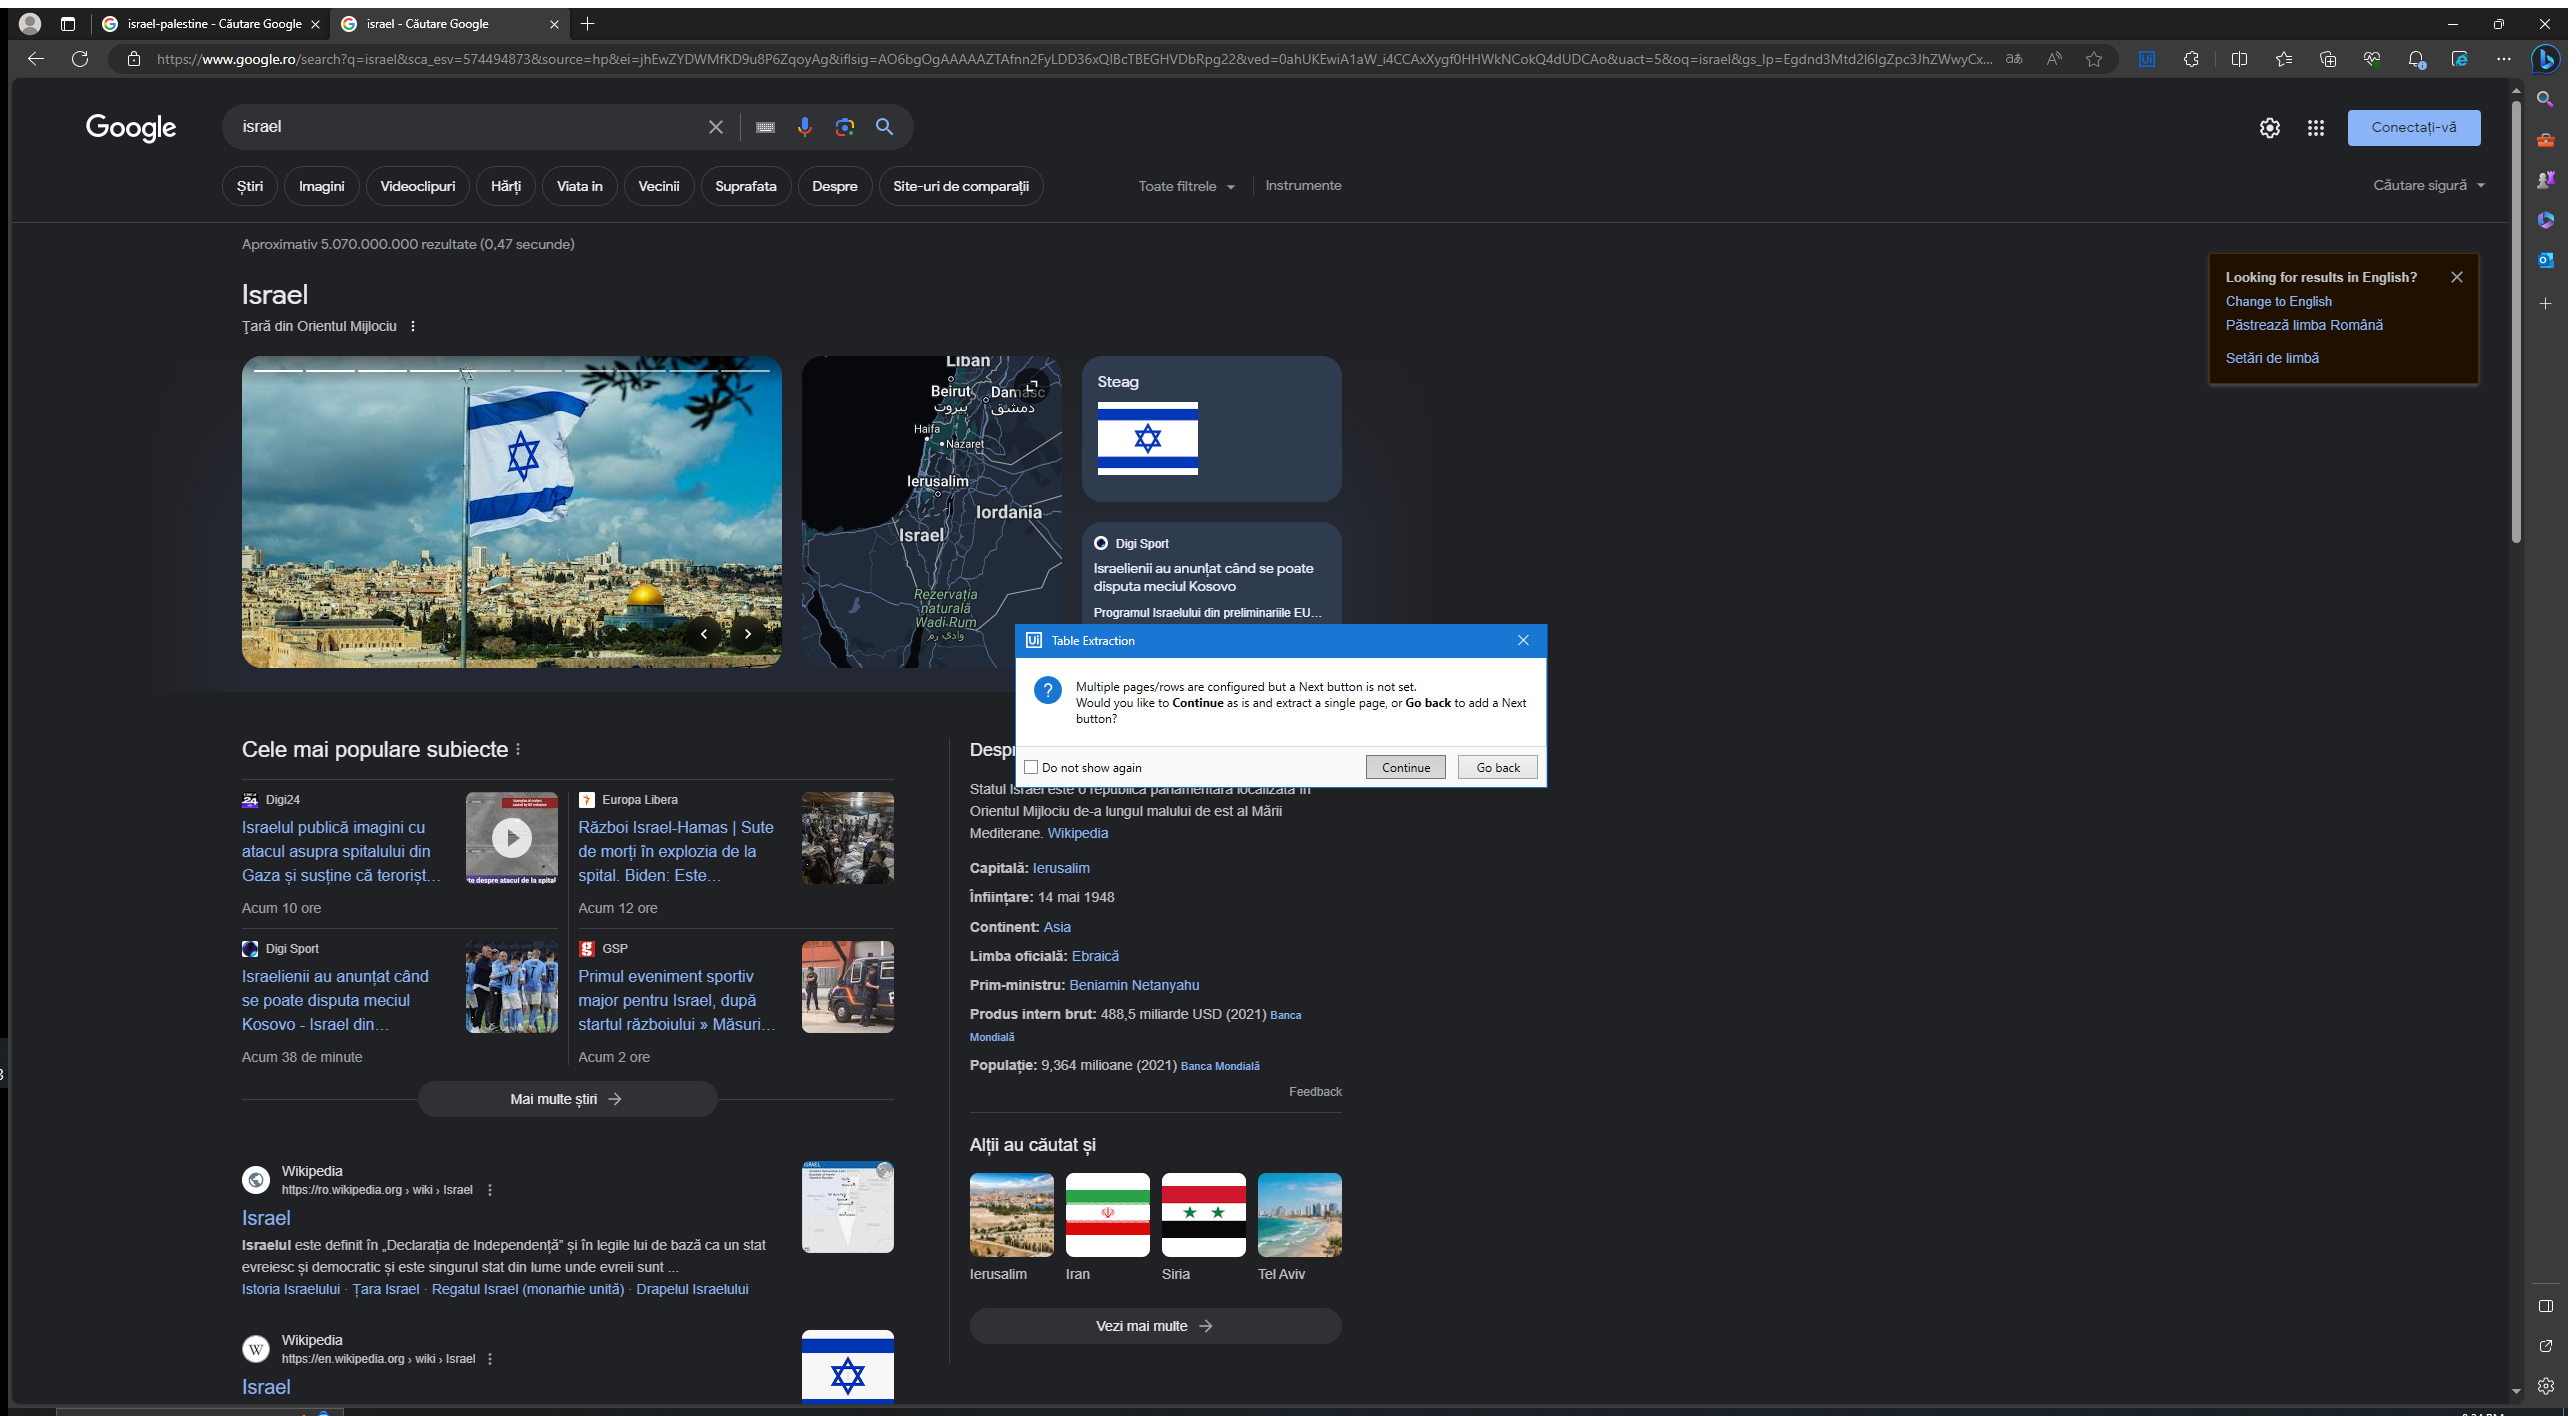 israel-palestine - Căutare Google
israel - Căutare Google
https://www.google.ro/search?q=israel&sca_esv=574494873&source=hp&ei=jhEwZYDWMfKD9u8P6ZqoyAg&iflsig=AO6bgOgAAAAAZTAfnn2FyLDD36xQIBcTBEGHVDbRpg22&ved=0ahUKEwiA1aW_i4CCAxXygf0HHWkNCokQ4dUDCAo&uact=5&oq=israel&gs_lp=Egdnd3Mtd2l6IgZpc3JhZWwyCx...
Google
israel
Conectați-vă
Știri
Imagini
Videoclipuri
Hărți
Viata in
Vecinii
Suprafata
Despre
Site-uri de comparații
Toate filtrele
Instrumente
Căutare sigură
Aproximativ 5.070.000.000 rezultate (0,47 secunde)
Looking for results in English?
Change to English
Păstrează limba Română
Setări de limbă
Israel
Țară din Orientul Mijlociu
Liban
Beirut
بيروت
Damasc
دمشق
Haifa
Nazaret
Ierusalim
Iordania
Israel
Rezervația
naturală
Wadi Rum
وادي رم
Steag
Digi Sport
Israelienii au anunțat când se poate
disputa meciul Kosovo
Programul Israelului din preliminariile EU...
Ui Table Extraction
Multiple pages/rows are configured but a Next button is not set.
Would you like to Continue as is and extract a single page, or Go back to add a Next
button?
Do not show again
Continue
Go back
Cele mai populare subiecte
Digi24
Israelul publică imagini cu
atacul asupra spitalului din
Gaza și susține că terorişt...
Acum 10 ore
Europa Libera
Război Israel-Hamas | Sute
de morți în explozia de la
spital. Biden: Este...
Acum 12 ore
Digi Sport
Israelienii au anunțat când
se poate disputa meciul
Kosovo - Israel din...
Acum 38 de minute
GSP
Primul eveniment sportiv
major pentru Israel, după
startul războiului » Măsuri...
Acum 2 ore
Mai multe știri
Desp
Statul Israel este o republică parlamentară localizată în
Orientul Mijlociu de-a lungul malului de est al Mării
Mediterane. Wikipedia
Capitală: Ierusalim
Înființare: 14 mai 1948
Continent: Asia
Limba oficială: Ebraică
Prim-ministru: Beniamin Netanyahu
Produs intern brut: 488,5 miliarde USD (2021) Banca
Mondială
Populație: 9,364 milioane (2021) Banca Mondială
Feedback
Alții au căutat și
Ierusalim
Iran
Siria
Tel Aviv
Vezi mai multe
Wikipedia
https://ro.wikipedia.org › wiki › Israel
Israel
Israelul este definit în „Declarația de Independență” și în legile lui de bază ca un stat
evreiesc și democratic și este singurul stat din lume unde evreii sunt ...
Istoria Israelului · Țara Israel · Regatul Israel (monarhie unită) · Drapelul Israelului
Wikipedia
https://en.wikipedia.org › wiki › Israel
Israel